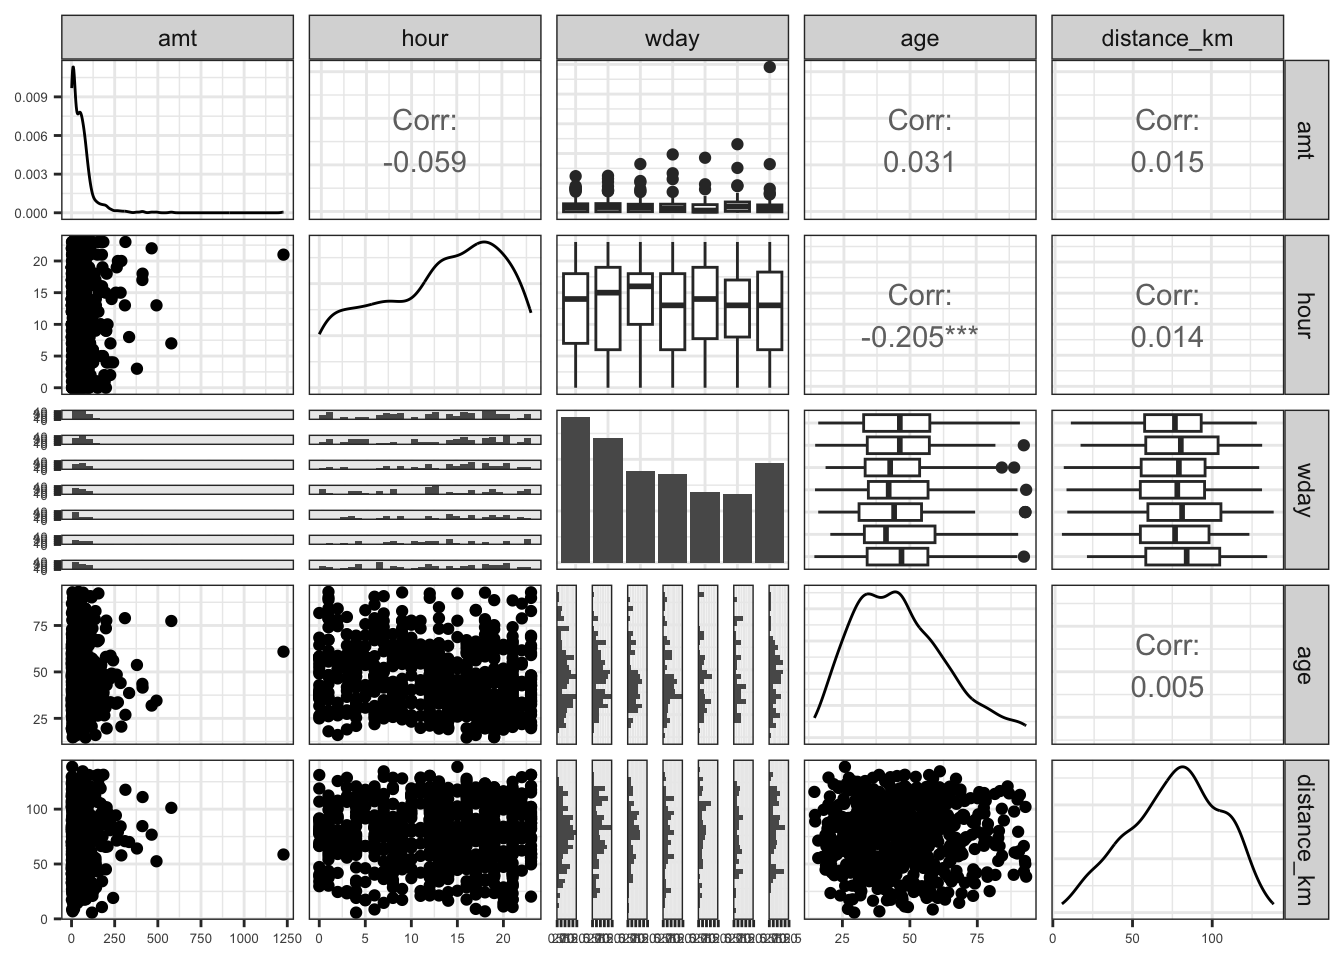 amt hour wday age distance_km
0.009
0.006
0.003
0.000
Corr:
-0.059
Corr:
0.031
Corr:
0.015
amt
20
15
10
5
0
Corr:
-0.205***
Corr:
0.014
hour
wday
75
50
25
Corr:
0.005
age
100
50
0
distance_km
0 250 500 750 1000 1250
0 5 10 15 20
25 50 75
0 50 100